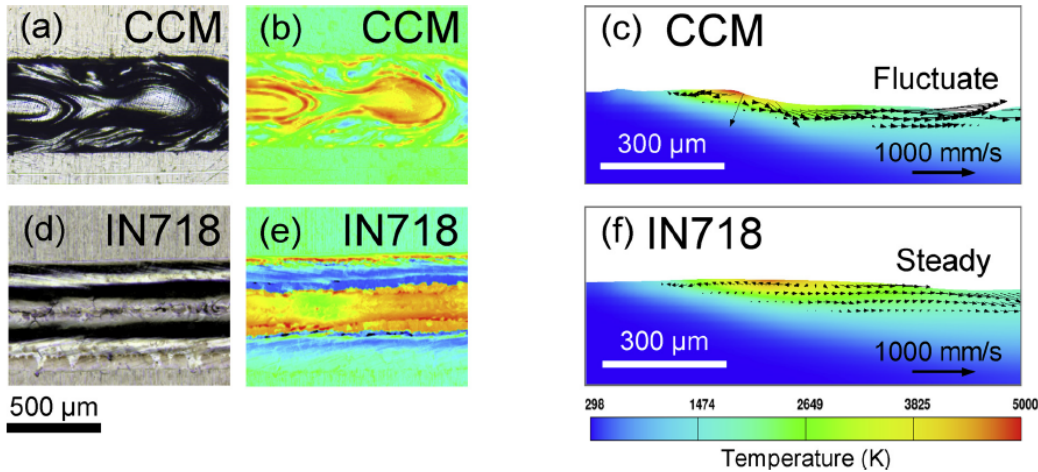 (a) CCM
(b) CCM
(c) CCM
Fluctuate
300 µm
1000 mm/s
(d) IN718
(e) IN718
(f) IN718
Steady
300 µm
1000 mm/s
500 µm
298 1474 2649 3825 5000
Temperature (K)